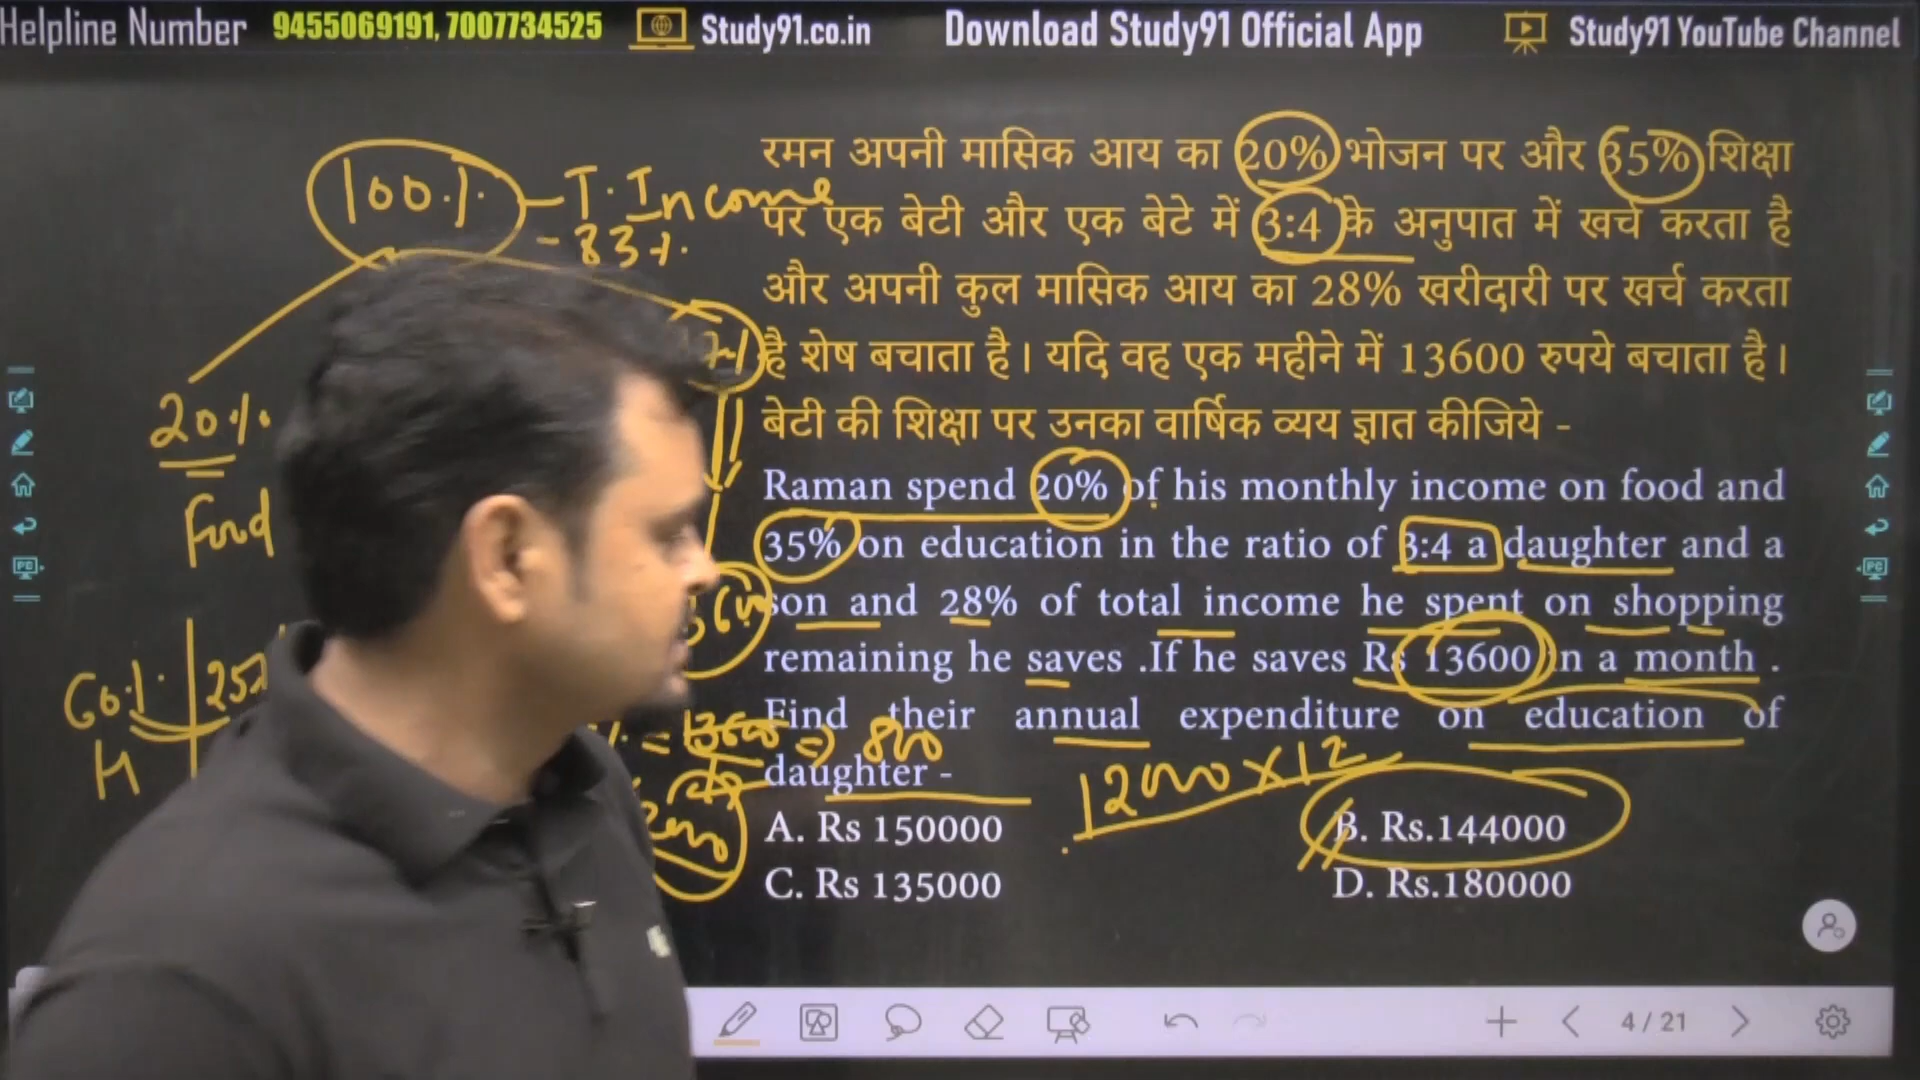 Helpline Number 9455069191, 7007734525 Study91.co.in Download Study91 Official App Study91 YouTube Channel
रमन अपनी मासिक आय का 20% भोजन पर और 35% शिक्षा
पर एक बेटी और एक बेटे में 3:4 के अनुपात में खर्च करता है
और अपनी कुल मासिक आय का 28% खरीदारी पर खर्च करता
है शेष बचाता है। यदि वह एक महीने में 13600 रुपये बचाता है।
बेटी की शिक्षा पर उनका वार्षिक व्यय ज्ञात कीजिये -
Raman spend 20% of his monthly income on food and
35% on education in the ratio of 3:4 a daughter and a
son and 28% of total income he spent on shopping
remaining he saves .If he saves Rs 13600 in a month .
Find their annual expenditure on education of
daughter -
A. Rs 150000 B. Rs.144000
C. Rs 135000 D. Rs.180000
100% - T. Income
- 83%
20%
Food
60%
M
= 13600 => 800
12000 x 12
4 / 21